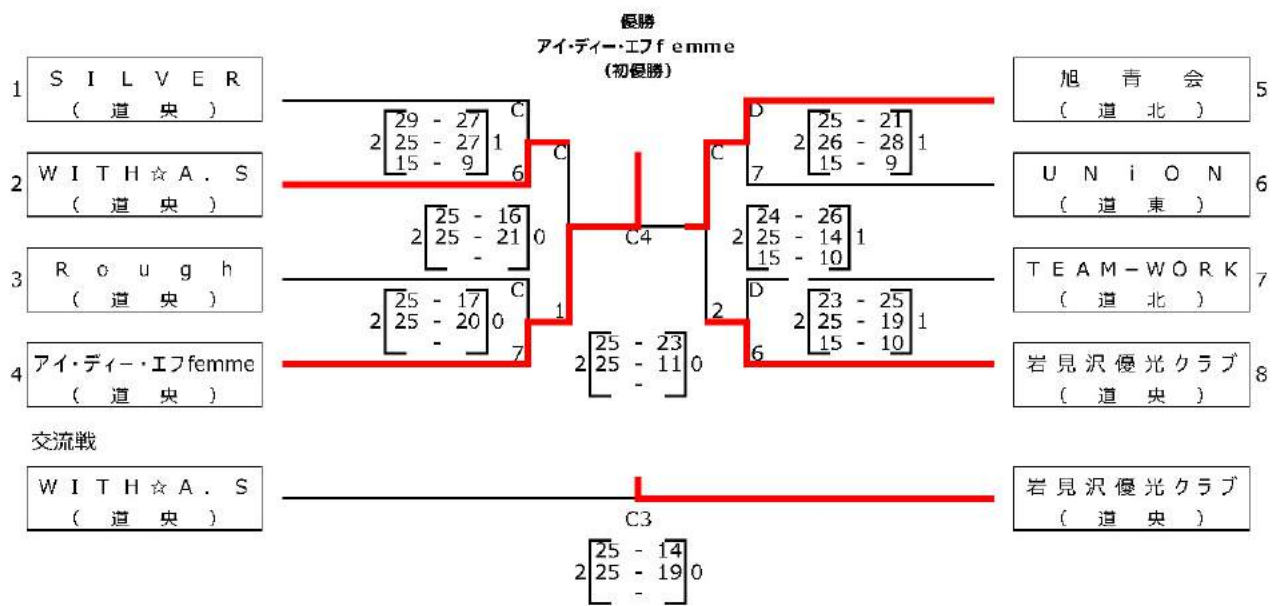 優勝
アイ・ディー・エフfemme
(初優勝)
1
SILVER
(道央)
2
WITH☆A.S
(道央)
3
Rough
(道央)
4
アイ・ディー・エフfemme
(道央)
C
29 - 27
2 25 - 27 1
15 - 9
6
C
25 - 16
2 25 - 21 0
-
1
C
25 - 17
2 25 - 20 0
-
7
C4
25 - 23
2 25 - 11 0
-
D
25 - 21
2 26 - 28 1
15 - 9
7
C
24 - 26
2 25 - 14 1
15 - 10
2
D
23 - 25
2 25 - 19 1
15 - 10
6
旭青会
(道北)
5
UNiON
(道東)
6
TEAM-WORK
(道北)
7
岩見沢優光クラブ
(道央)
8
交流戦
WITH☆A.S
(道央)
C3
25 - 14
2 25 - 19 0
-
岩見沢優光クラブ
(道央)